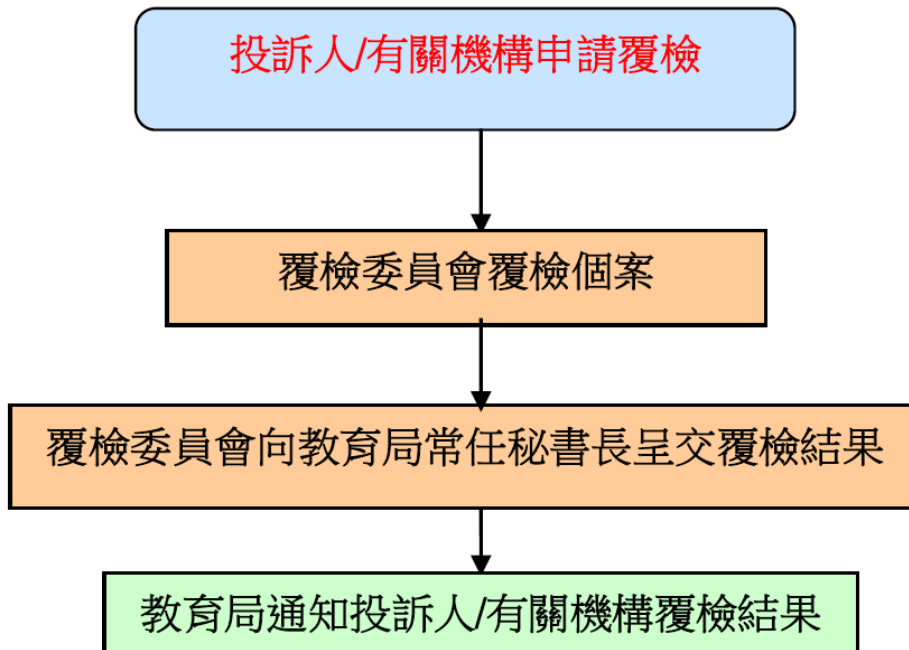 投訴人/有關機構申請覆檢
覆檢委員會覆檢個案
覆檢委員會向教育局常任秘書長呈交覆檢結果
教育局通知投訴人/有關機構覆檢結果